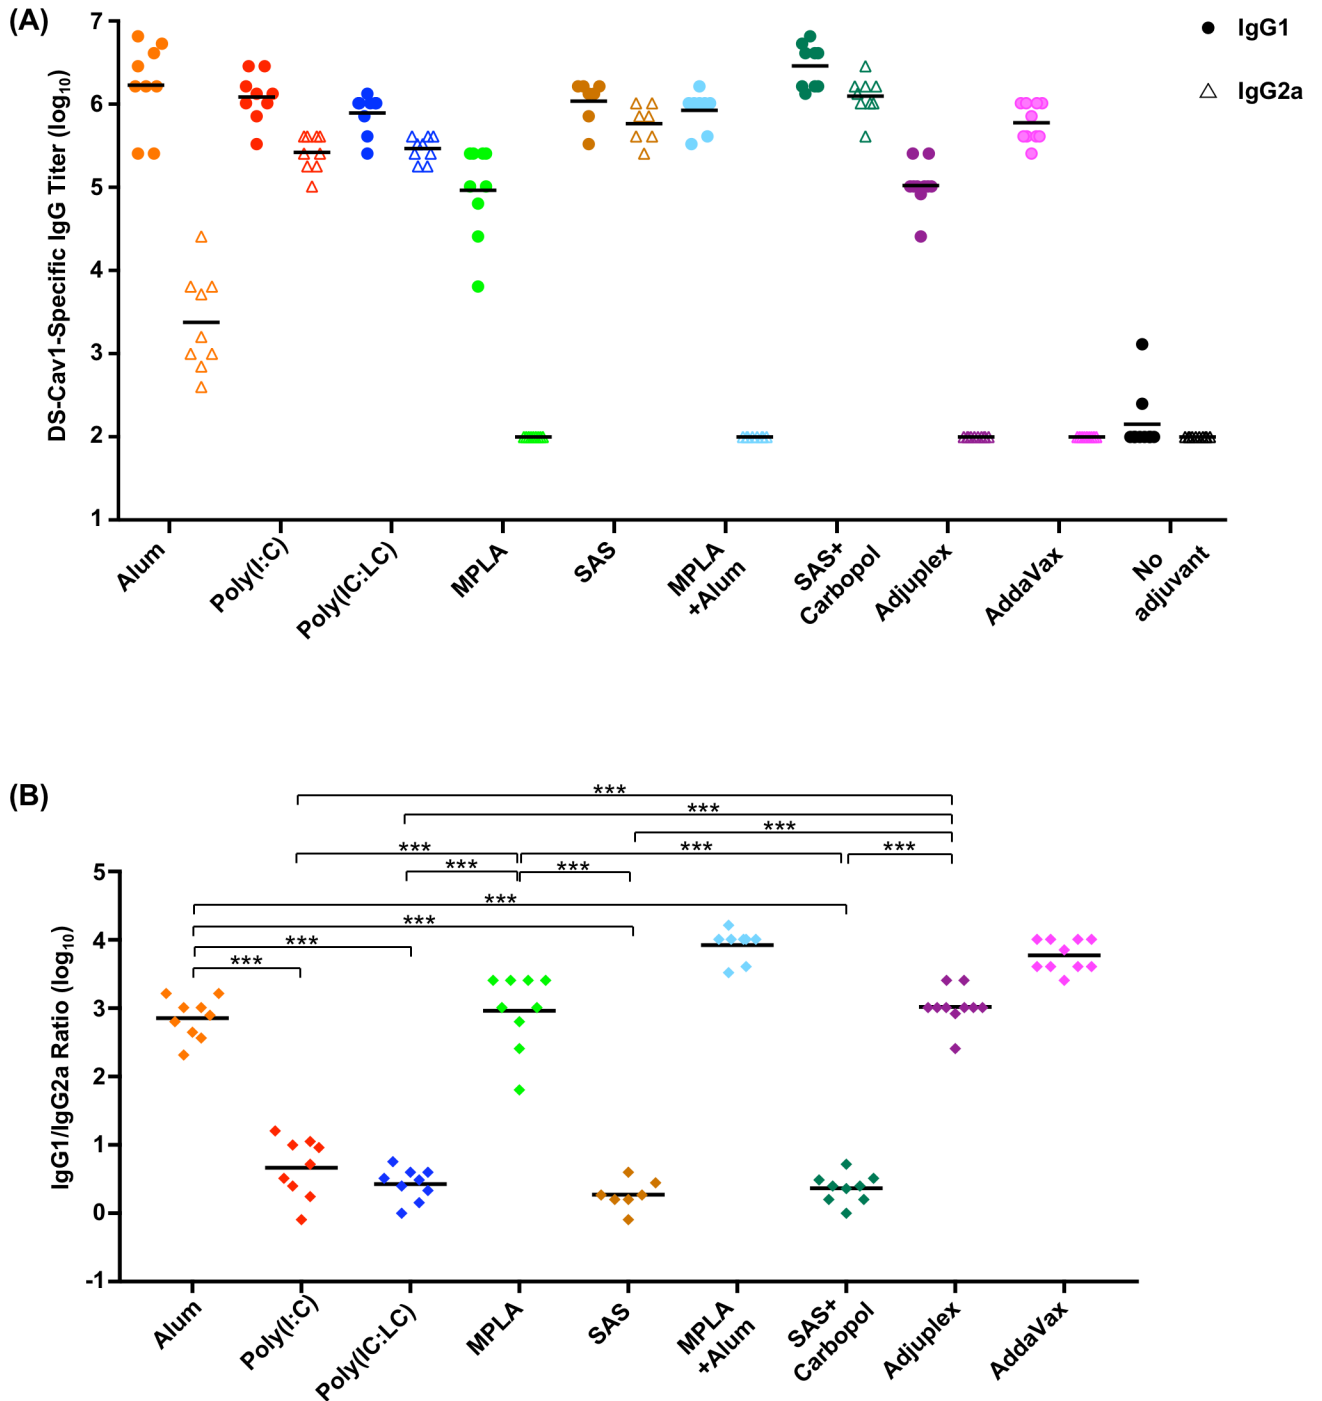 (A)
DS-Cav1-Specific IgG Titer (log10)
7
6
5
4
3
2
1
IgG1
IgG2a
Alum
Poly(I:C)
Poly(IC:LC)
MPLA
SAS
MPLA
+Alum
SAS+
Carbopol
Adjuplex
AddaVax
No
adjuvant
(B)
IgG1/IgG2a Ratio (log10)
***
***
***
***
***
***
***
***
***
***
***
***
5
4
3
2
1
0
-1
Alum
Poly(I:C)
Poly(IC:LC)
MPLA
SAS
MPLA
+Alum
SAS+
Carbopol
Adjuplex
AddaVax